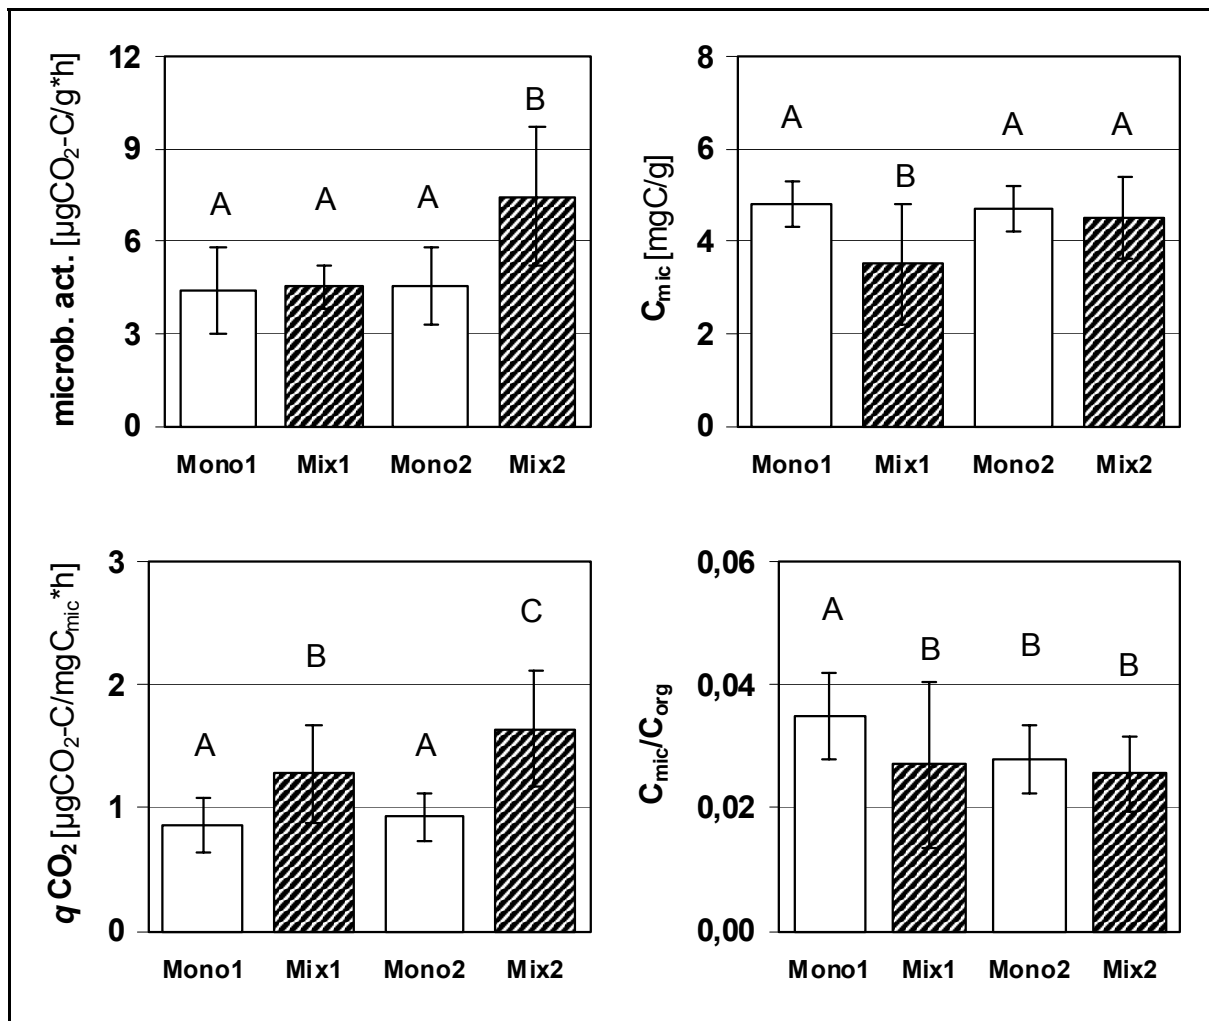 microb. act. [µgCO₂-C/g*h]
12
9
6
3
0
A
A
A
B
Mono1 Mix1 Mono2 Mix2
Cmic [mgC/g]
8
6
4
2
0
A
B
A
A
Mono1 Mix1 Mono2 Mix2
q CO₂ [µgCO₂-C/mgCmic*h]
3
2
1
0
A
B
A
C
Mono1 Mix1 Mono2 Mix2
Cmic/Corg
0,06
0,04
0,02
0,00
A
B
B
B
Mono1 Mix1 Mono2 Mix2